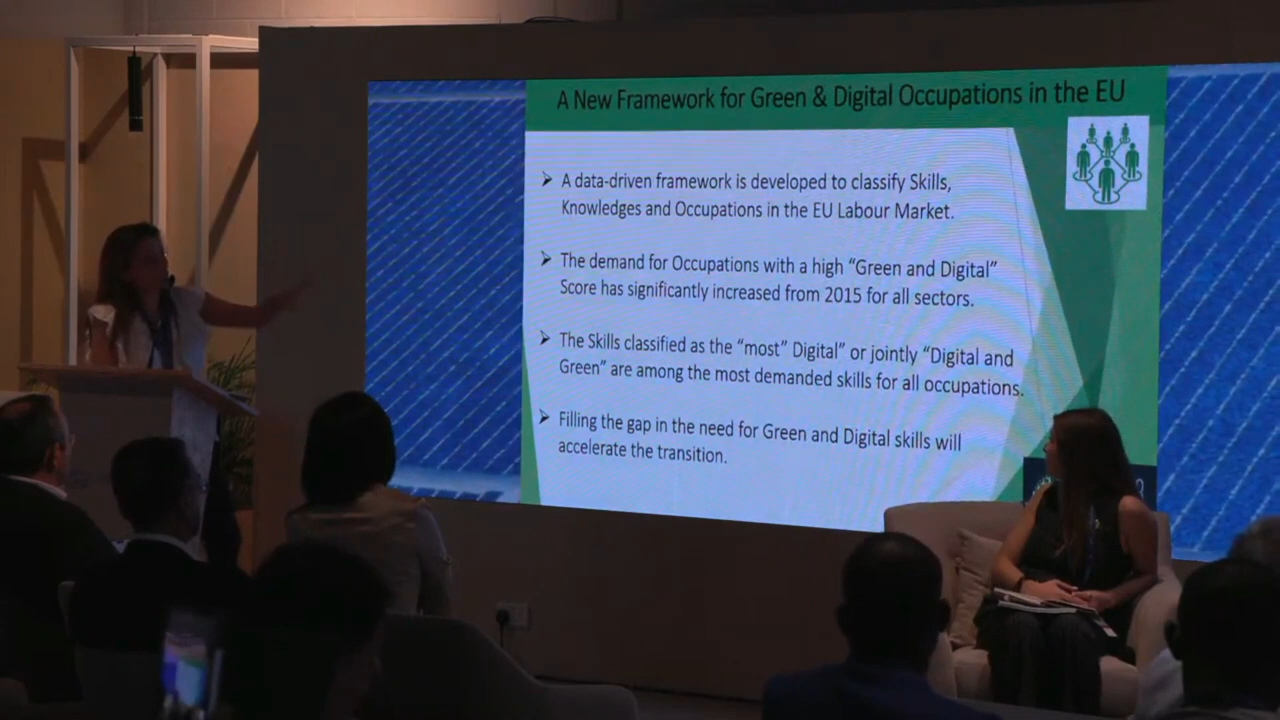 A New Framework for Green & Digital Occupations in the EU
➤ A data-driven framework is developed to classify Skills,
Knowledges and Occupations in the EU Labour Market.
➤ The demand for Occupations with a high “Green and Digital”
Score has significantly increased from 2015 for all sectors.
➤ The Skills classified as the “most” Digital” or jointly “Digital and
Green” are among the most demanded skills for all occupations.
➤ Filling the gap in the need for Green and Digital skills will
accelerate the transition.